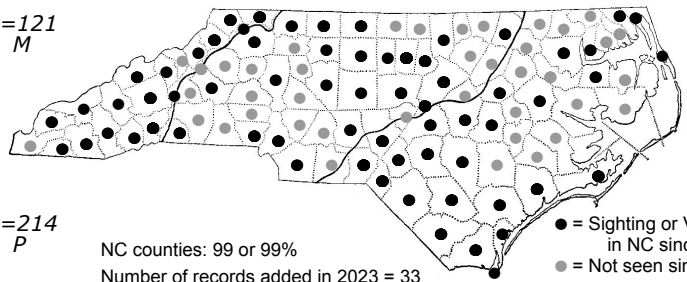 =121
M
=214
P
NC counties: 99 or 99%
Number of records added in 2023 = 33
= Sighting or V
in NC sinc
= Not seen sin